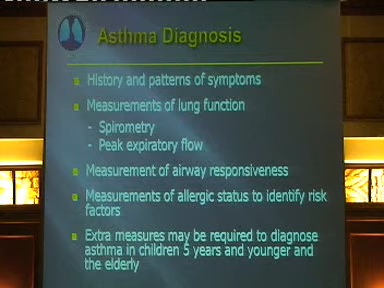 Asthma Diagnosis
History and patterns of symptoms
Measurements of lung function
- Spirometry
- Peak expiratory flow
Measurement of airway responsiveness
Measurements of allergic status to identify risk
factors
Extra measures may be required to diagnose
asthma in children 5 years and younger and
the elderly